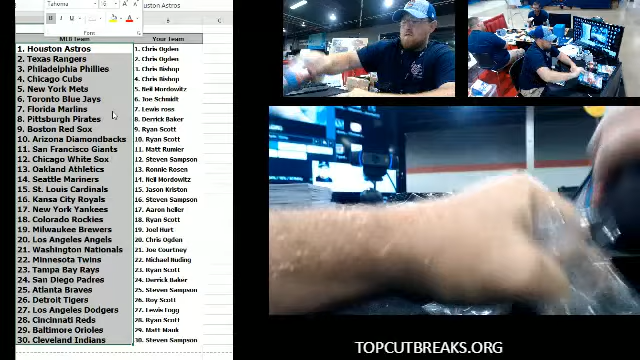 Tahoma
16
A
A
Houston Astros
B I U
A
Font
B
MLB Team Your Team
1. Houston Astros 1. Chris Ogden
2. Texas Rangers 2. Chris Ogden
3. Philadelphia Phillies 3. Chris Bishop
4. Chicago Cubs 4. Chris Bishop
5. New York Mets 5. Neil Mordowitz
6. Toronto Blue Jays 6. Joe Schmidt
7. Florida Marlins 7. Lewis ross
8. Pittsburgh Pirates 8. Derrick Baker
9. Boston Red Sox 9. Ryan Scott
10. Arizona Diamondbacks 10. Ryan Scott
11. San Francisco Giants 11. Matt Rumler
12. Chicago White Sox 12. Steven Sampson
13. Oakland Athletics 13. Ronnie Rosen
14. Seattle Mariners 14. Neil Mordowitz
15. St. Louis Cardinals 15. Jason Kriston
16. Kansa City Royals 16. Steven Sampson
17. New York Yankees 17. Aaron heller
18. Colorado Rockies 18. Ryan Scott
19. Milwaukee Brewers 19. Joel Hurt
20. Los Angeles Angels 20. Chris Ogden
21. Washington Nationals 21. Joe Courtney
22. Minnesota Twins 22. Michael Ruding
23. Tampa Bay Rays 23. Ryan Scott
24. San Diego Padres 24. Derrick Baker
25. Atlanta Braves 25. Steven Sampson
26. Detroit Tigers 26. Roy Scott
27. Los Angeles Dodgers 27. Lewis Fogg
28. Cincinnati Reds 28. Ryan Scott
29. Baltimore Orioles 29. Matt Mauk
30. Cleveland Indians 30. Steven Sampson
TOPCUTBREAKS.ORG